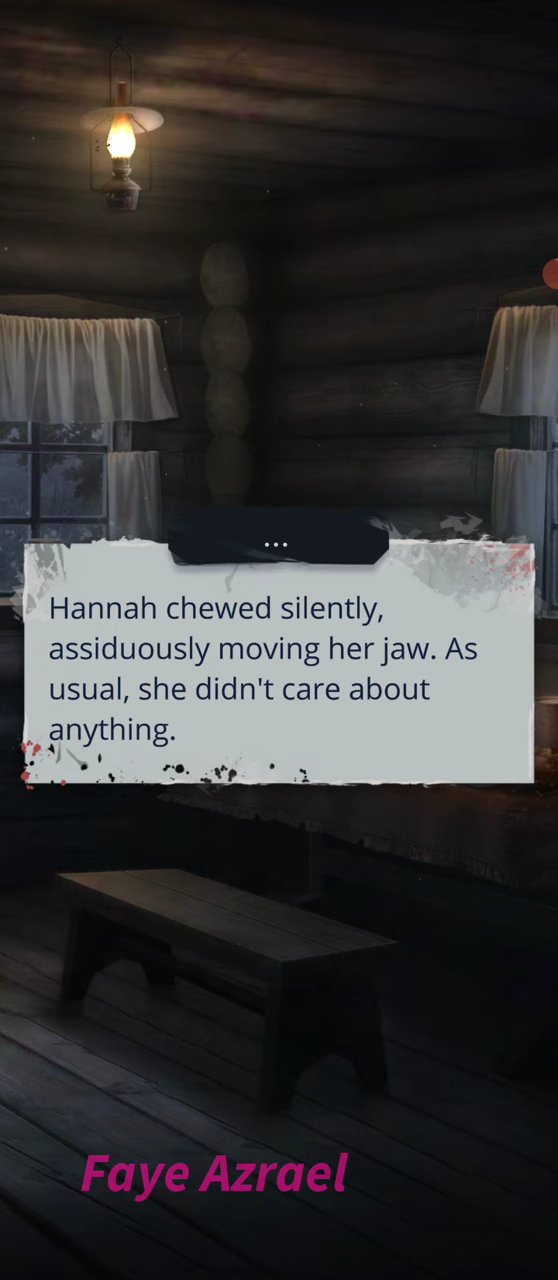 ...
Hannah chewed silently,
assiduously moving her jaw. As
usual, she didn't care about
anything.
Faye Azrael